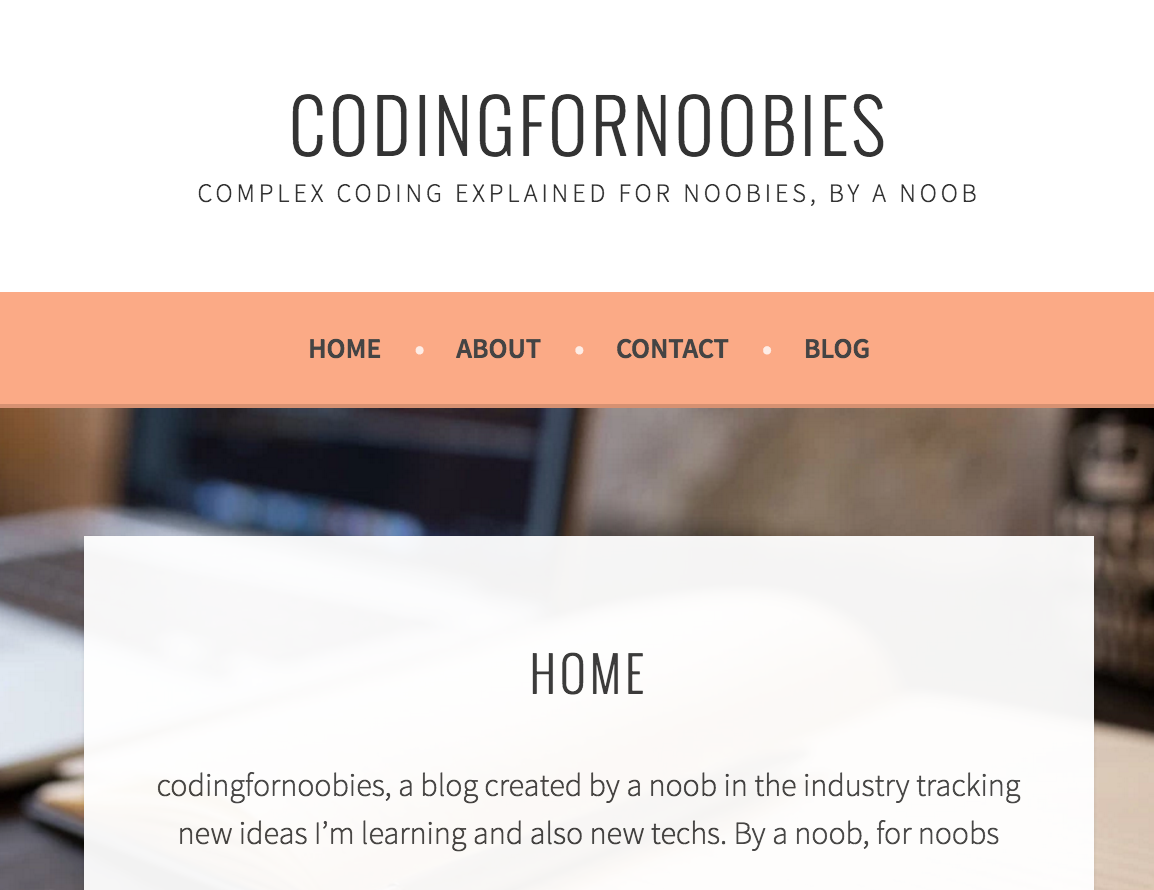 CODINGFORNOOBIES
COMPLEX CODING EXPLAINED FOR NOOBIES, BY A NOOB
HOME • ABOUT • CONTACT • BLOG
HOME
codingfornoobies, a blog created by a noob in the industry tracking
new ideas I’m learning and also new techs. By a noob, for noobs